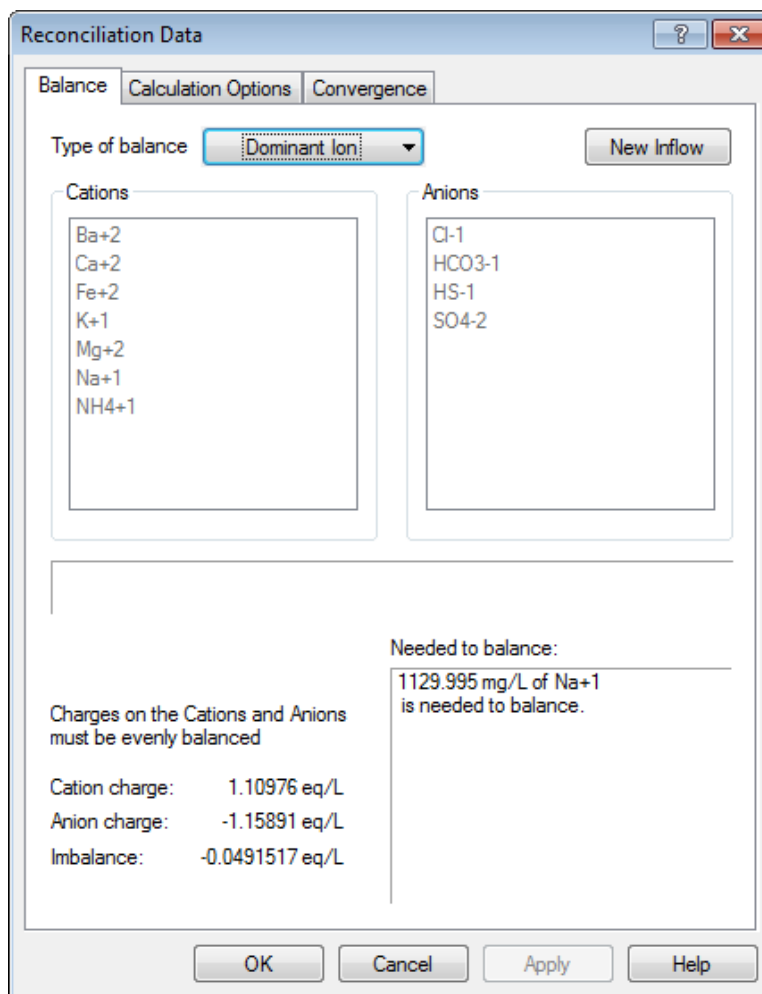 Reconciliation Data
?
Balance Calculation Options Convergence
Type of balance Dominant Ion New Inflow
Cations
Ba+2
Ca+2
Fe+2
K+1
Mg+2
Na+1
NH4+1
Anions
Cl-1
HCO3-1
HS-1
SO4-2
Needed to balance:
1129.995 mg/L of Na+1
is needed to balance.
Charges on the Cations and Anions
must be evenly balanced
Cation charge: 1.10976 eq/L
Anion charge: -1.15891 eq/L
Imbalance: -0.0491517 eq/L
OK Cancel Apply Help